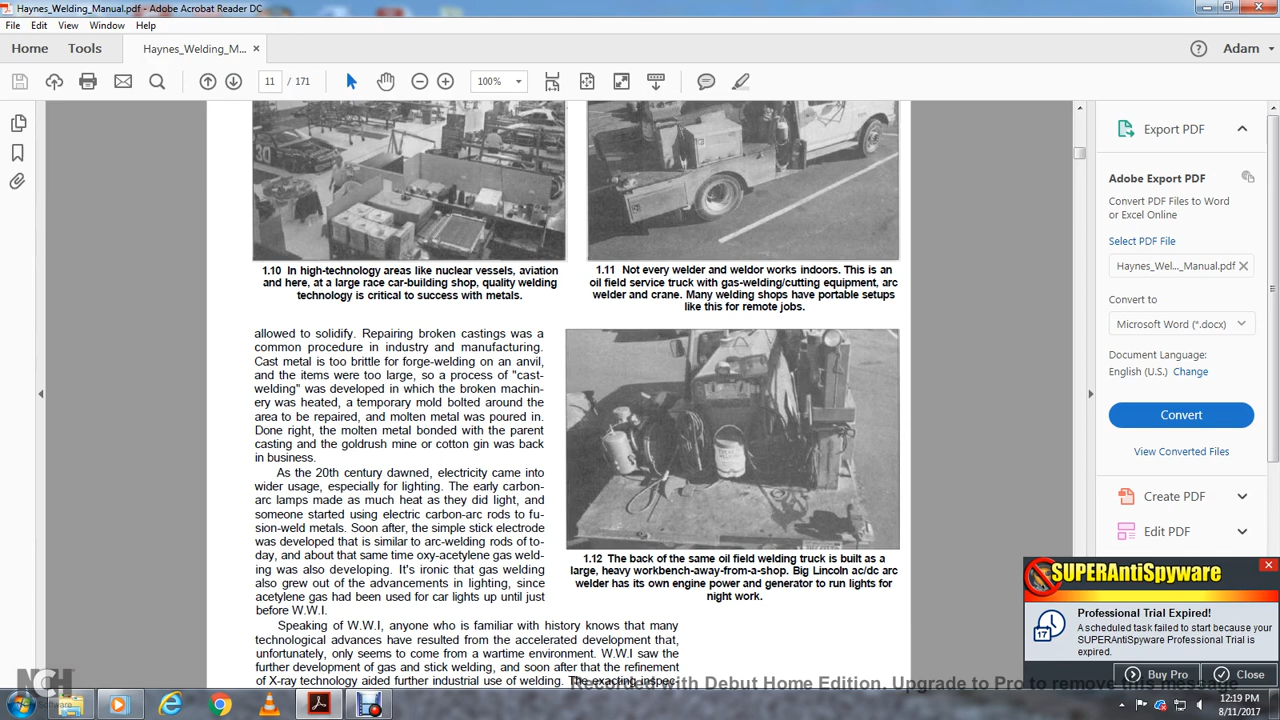 Haynes_Welding_Manual.pdf - Adobe Acrobat Reader DC
File Edit View Window Help
Home Tools Haynes_Welding_M... × Adam
11 / 171 100%
1.10 In high-technology areas like nuclear vessels, aviation
and here, at a large race car-building shop, quality welding
technology is critical to success with metals.
1.11 Not every welder and weldor works indoors. This is an
oil field service truck with gas-welding/cutting equipment, arc
welder and crane. Many welding shops have portable setups
like this for remote jobs.
allowed to solidify. Repairing broken castings was a
common procedure in industry and manufacturing.
Cast metal is too brittle for forge-welding on an anvil,
and the items were too large, so a process of "cast-
welding" was developed in which the broken machin-
ery was heated, a temporary mold bolted around the
area to be repaired, and molten metal was poured in.
Done right, the molten metal bonded with the parent
casting and the goldrush mine or cotton gin was back
in business.
As the 20th century dawned, electricity came into
wider usage, especially for lighting. The early carbon-
arc lamps made as much heat as they did light, and
someone started using electric carbon-arc rods to fu-
sion-weld metals. Soon after, the simple stick electrode
was developed that is similar to arc-welding rods of to-
day, and about that same time oxy-acetylene gas weld-
ing was also developing. It's ironic that gas welding
also grew out of the advancements in lighting, since
acetylene gas had been used for car lights up until just
before W.W.I.
1.12 The back of the same oil field welding truck is built as a
large, heavy workbench-away-frm-a-shop. Big Lincoln ac/dc arc
welder has its own engine power and generator to run lights for
night work.
Speaking of W.W.I, anyone who is familiar with history knows that many
technological advances have resulted from the accelerated development that,
unfortunately, only seems to come from a wartime environment. W.W.I saw the
further development of gas and stick welding, and soon after that the refinement
of X-ray technology aided further industrial use of welding. The exacting inspec-
Export PDF
Adobe Export PDF
Convert PDF Files to Word
or Excel Online
Select PDF File
Haynes_Wel..._Manual.pdf
Convert to
Microsoft Word (*.docx)
Document Language:
English (U.S.) Change
Convert
View Converted Files
Create PDF
Edit PDF
SUPERAntiSpyware
Professional Trial Expired!
A scheduled task failed to start because your
SUPERAntiSpyware Professional Trial is
expired.
17
Buy Pro Close
Recorded with Debut Home Edition. Upgrade to Pro to remove this message
NCH Software
12:19 PM
8/11/2017